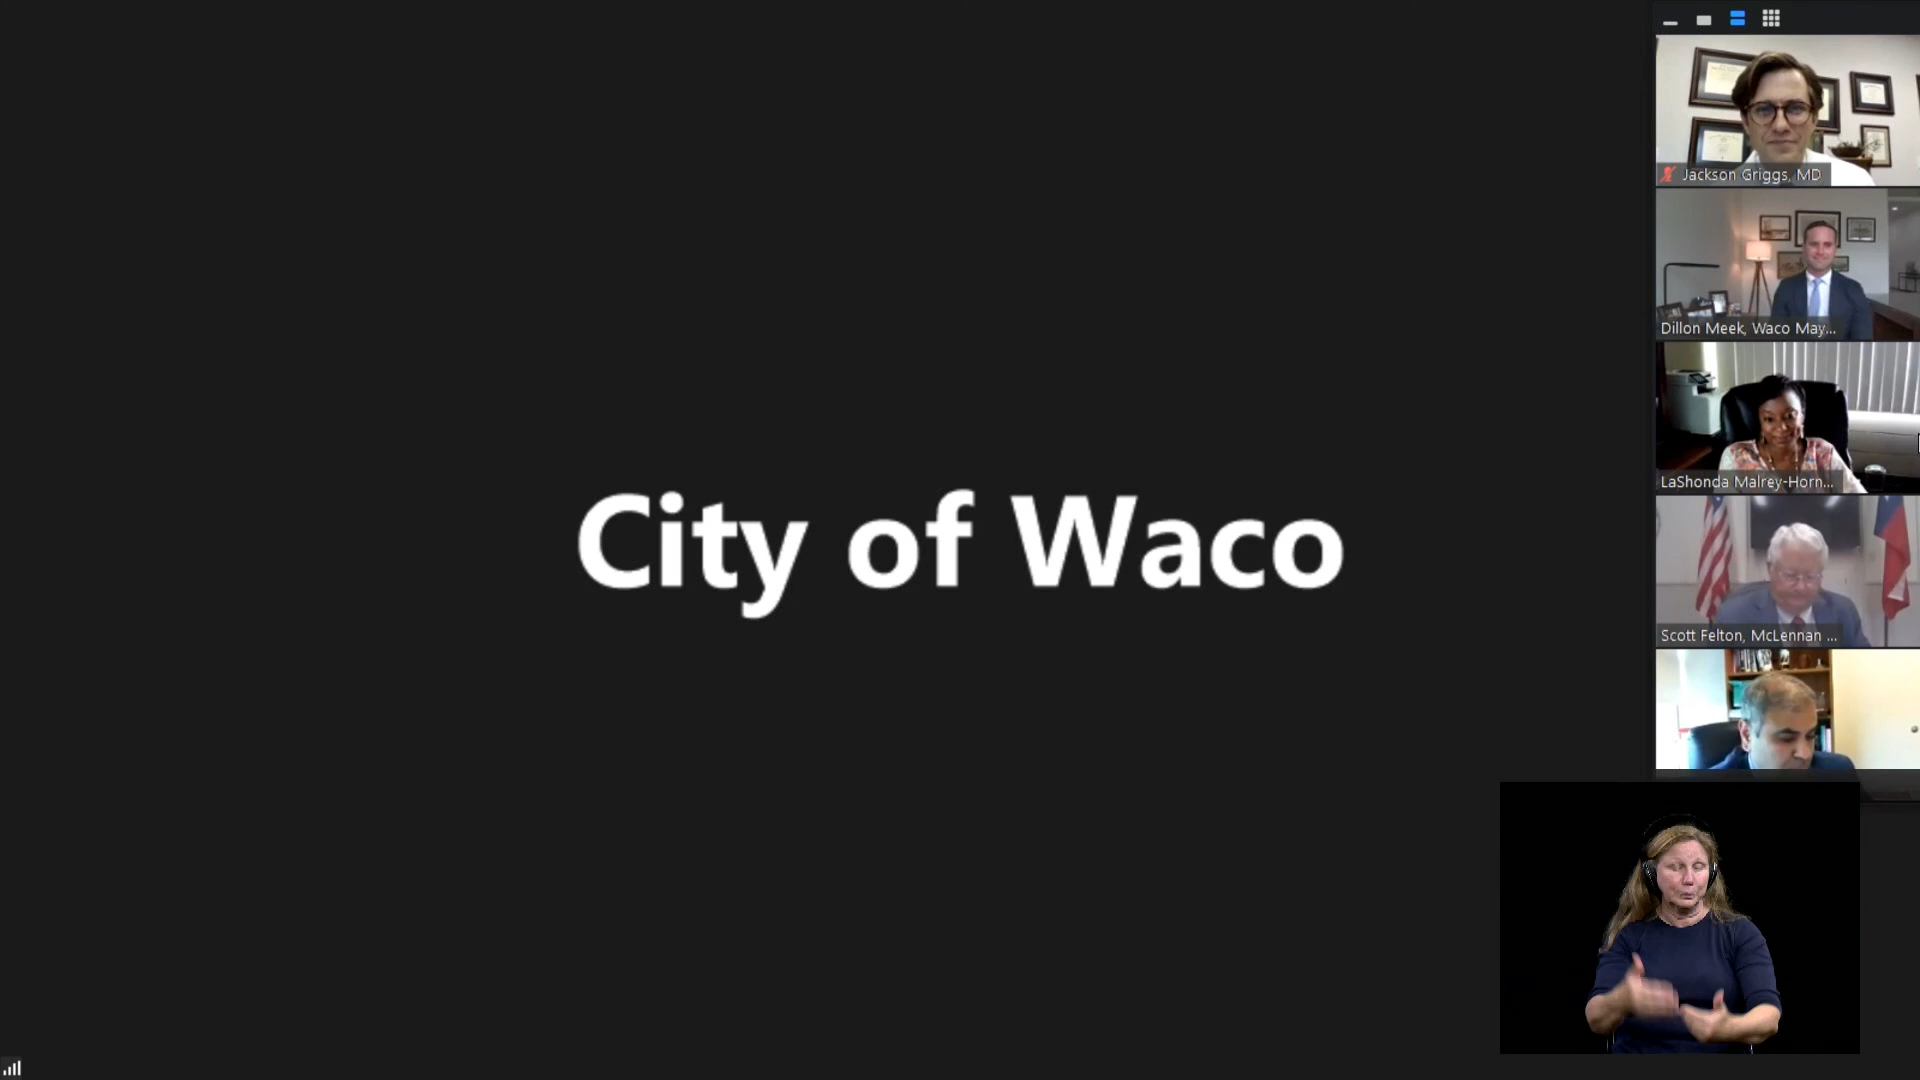 City of Waco
Jackson Griggs, MD
Dillon Meek, Waco May...
LaShonda Malrey-Horn...
Scott Felton, McLennan ...